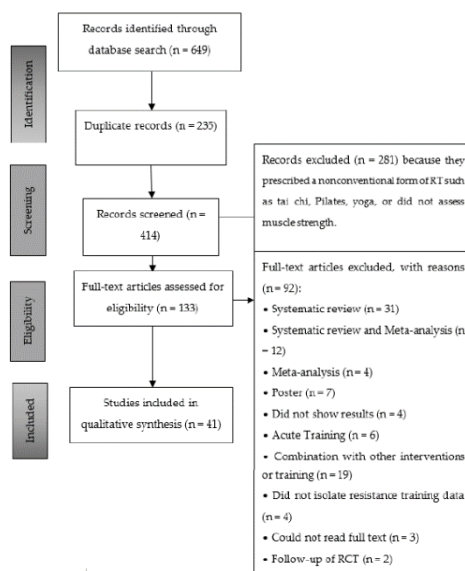 Records identified through
database search (n = 649)
Identification
Duplicate records (n = 235)
Records excluded (n = 281) because they
prescribed a nonconventional form of RT such
as tai chi, Pilates, yoga, or did not assess
muscle strength.
Screening
Records screened (n =
414)
Full-text articles assessed for
eligibility (n = 133)
Eligibility
Full-text articles excluded, with reasons
(n = 92):
• Systematic review (n = 31)
• Systematic review and Meta-analysis (n
= 12)
• Meta-analysis (n = 4)
• Poster (n = 7)
• Did not show results (n = 4)
• Acute Training (n = 6)
• Combination with other interventions
or training (n = 19)
• Did not isolate resistance training data
(n = 4)
• Could not read full text (n = 3)
• Follow-up of RCT (n = 2)
Studies included in
qualitative synthesis (n = 41)
Included